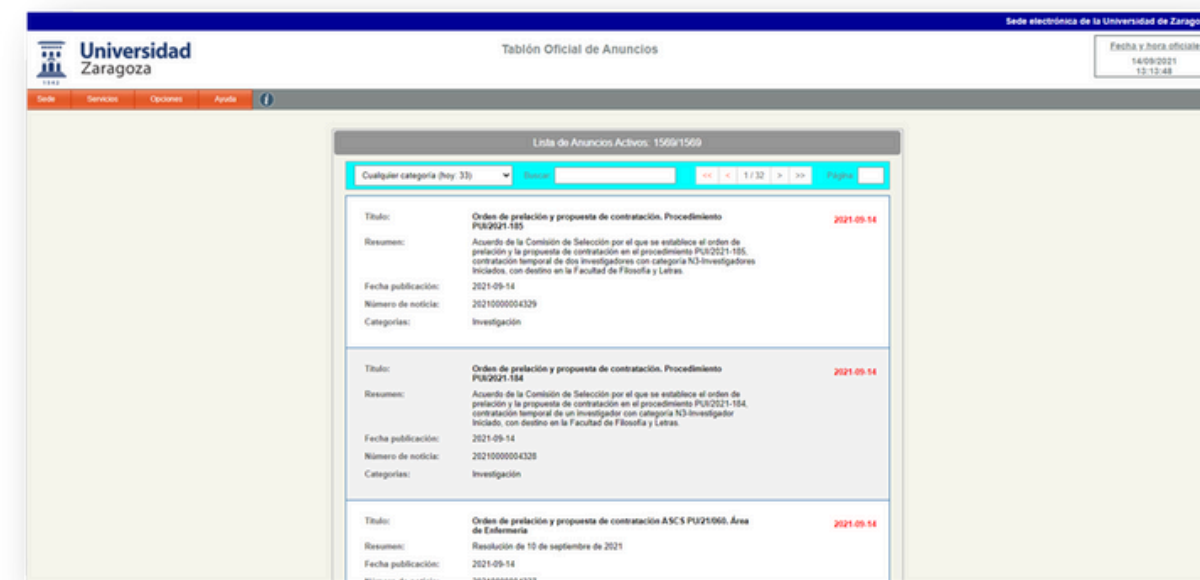 Sede electrónica de la Universidad de Zarago
Universidad
Zaragoza
1542
Tablón Oficial de Anuncios
Fecha y hora oficiale
14/09/2021
13:13:48
Sede Servicios Opciones Ayuda i
Lista de Anuncios Activos: 1569/1569
Cualquier categoría (hoy: 33) Buscar << < 1 / 32 > >> Página
Título: Orden de prelación y propuesta de contratación. Procedimiento 2021-09-14
PUI/2021-185
Resumen: Acuerdo de la Comisión de Selección por el que se establece el orden de
prelación y la propuesta de contratación en el procedimiento PUI/2021-185,
contratación temporal de dos investigadores con categoría N3-Investigadores
Iniciados, con destino en la Facultad de Filosofía y Letras.
Fecha publicación: 2021-09-14
Número de noticia: 20210000004329
Categorías: Investigación
Título: Orden de prelación y propuesta de contratación. Procedimiento 2021-09-14
PUI/2021-184
Resumen: Acuerdo de la Comisión de Selección por el que se establece el orden de
prelación y la propuesta de contratación en el procedimiento PUI/2021-184,
contratación temporal de un investigador con categoría N3-Investigador
Iniciado, con destino en la Facultad de Filosofía y Letras.
Fecha publicación: 2021-09-14
Número de noticia: 20210000004328
Categorías: Investigación
Título: Orden de prelación y propuesta de contratación ASCS PU/21/060. Área 2021-09-14
de Enfermería
Resumen: Resolución de 10 de septiembre de 2021
Fecha publicación: 2021-09-14
Número de noticia: